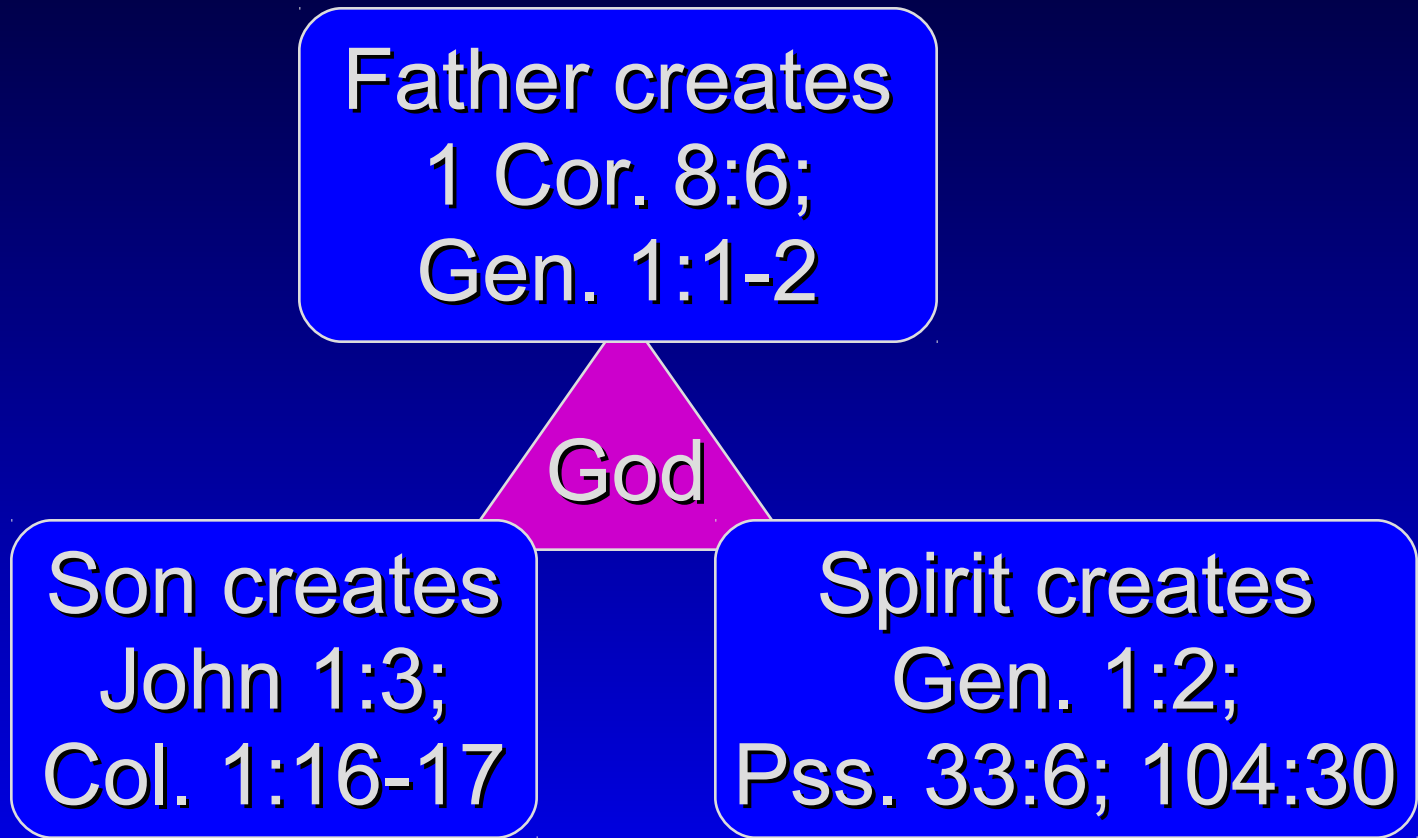 Father creates
1 Cor. 8:6;
Gen. 1:1-2
God
Son creates
John 1:3;
Col. 1:16-17
Spirit creates
Gen. 1:2;
Pss. 33:6; 104:30